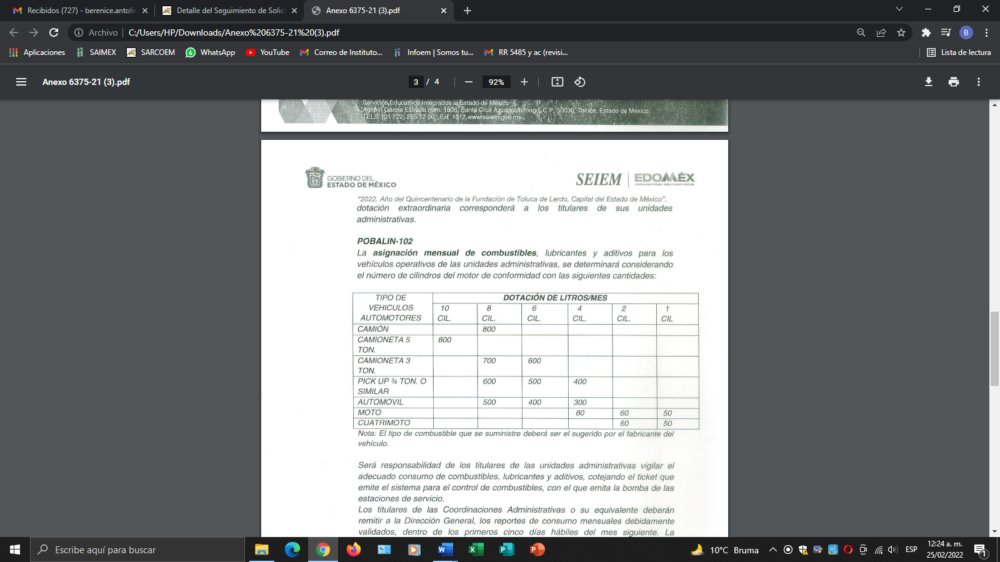 Recibidos (727) - berenice.antolin
Detalle del Seguimiento de Solici
Anexo 6375-21 (3).pdf
Archivo
C:/Users/HP/Downloads/Anexo%206375-21%20(3).pdf
B
Aplicaciones
SAIMEX
SARCOEM
WhatsApp
YouTube
Correo de Instituto...
Infoem | Somos tu...
RR 5485 y ac (revisi...
Lista de lectura
Anexo 6375-21 (3).pdf
3 / 4
92%
Servicios Educativos Integrados al Estado de México
Agripín García Estrada núm. 1306, Santa Cruz Azcapotzaltongo, C.P. 50030, Toluca, Estado de México.
TELS: (01 722) 265 12 00, Ext. 1317,www.seiem.gob.mx
GOBIERNO DEL
ESTADO DE MÉXICO
SEIEM
EDOMÉX
"2022. Año del Quincentenario de la Fundación de Toluca de Lerdo, Capital del Estado de México".
dotación extraordinaria corresponderá a los titulares de sus unidades
administrativas.
POBALIN-102
La asignación mensual de combustibles, lubricantes y aditivos para los
vehículos operativos de las unidades administrativas, se determinará considerando
el número de cilindros del motor de conformidad con las siguientes cantidades:
TIPO DE VEHICULOS AUTOMOTORES
DOTACIÓN DE LITROS/MES
10 CIL. 8 CIL. 6 CIL. 4 CIL. 2 CIL. 1 CIL
CAMIÓN 800
CAMIONETA 5 TON. 800
CAMIONETA 3 TON. 700 600
PICK UP ¾ TON. O SIMILAR 600 500 400
AUTOMOVIL 500 400 300
MOTO 80 60 50
CUATRIMOTO 60 50
Nota: El tipo de combustible que se suministre deberá ser el sugerido por el fabricante del
vehículo.
Será responsabilidad de los titulares de las unidades administrativas vigilar el
adecuado consumo de combustibles, lubricantes y aditivos, cotejando el ticket que
emite el sistema para el control de combustibles, con el que emita la bomba de las
estaciones de servicio.
Los titulares de las Coordinaciones Administrativas o su equivalente deberán
remitir a la Dirección General, los reportes de consumo mensuales debidamente
validados, dentro de los primeros cinco días hábiles del mes siguiente. La
Escribe aquí para buscar
10°C Bruma
ESP
12:24 a. m.
25/02/2022
1